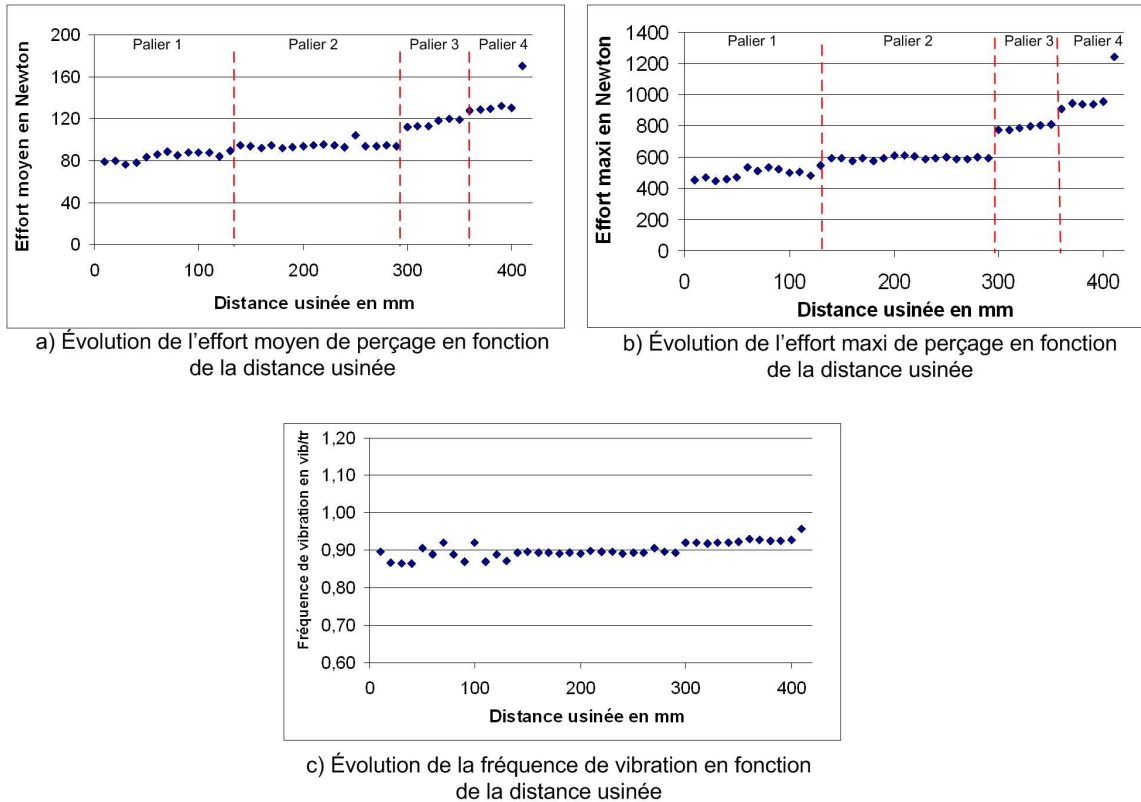 Effort moyen en Newton
200
160
120
80
40
0
Palier 1
Palier 2
Palier 3
Palier 4
0
100
200
300
400
Distance usinée en mm
a) Évolution de l'effort moyen de perçage en fonction
de la distance usinée
Effort maxi en Newton
1400
1200
1000
800
600
400
200
0
Palier 1
Palier 2
Palier 3
Palier 4
0
100
200
300
400
Distance usinée en mm
b) Évolution de l'effort maxi de perçage en fonction
de la distance usinée
Fréquence de vibration en vib/tr
1,20
1,10
1,00
0,90
0,80
0,70
0,60
0
100
200
300
400
Distance usinée en mm
c) Évolution de la fréquence de vibration en fonction
de la distance usinée